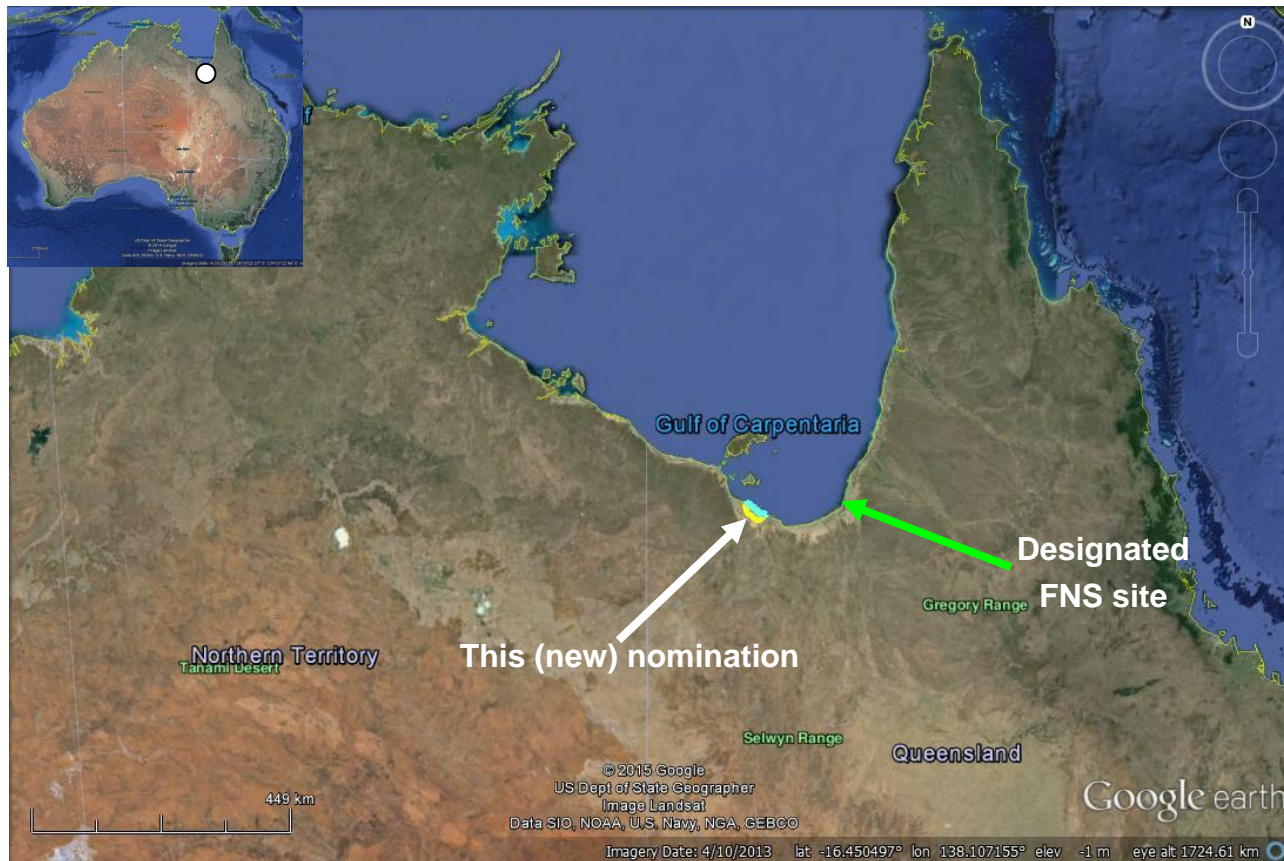 N
Gulf of Carpentaria
Designated
FNS site
Gregory Range
This (new) nomination
Northern Territory
Tanami Desert
Selwyn Range
Queensland
© 2015 Google
US Dept of State Geographer
Image Landsat
Data SIO, NOAA, U.S. Navy, NGA, GEBCO
449 km
Google earth
Imagery Date: 4/10/2013 lat -16.450497° lon 138.107155° elev -1 m eye alt 1724.61 km